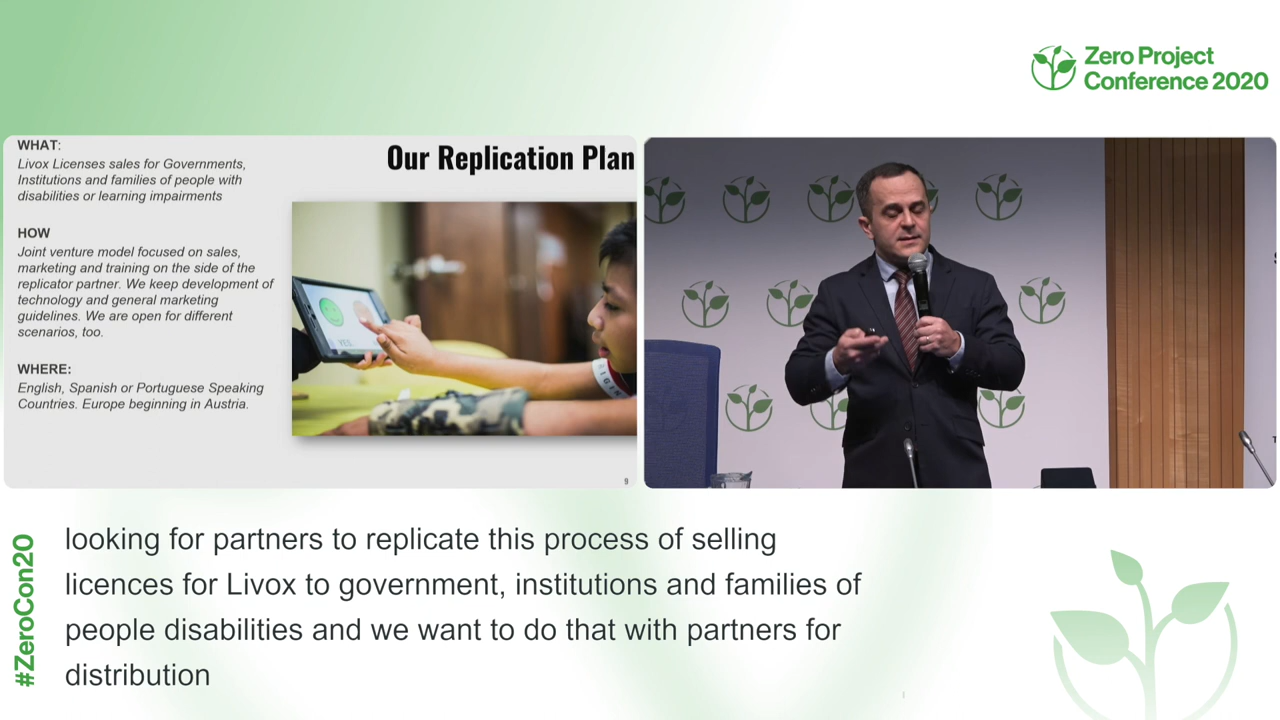 Zero Project
Conference 2020
WHAT:
Livox Licenses sales for Governments,
Institutions and families of people with
disabilities or learning impairments
HOW
Joint venture model focused on sales,
marketing and training on the side of the
replicator partner. We keep development of
technology and general marketing
guidelines. We are open for different
scenarios, too.
WHERE:
English, Spanish or Portuguese Speaking
Countries. Europe beginning in Austria.
Our Replication Plan
YES
9
#ZeroCon20
looking for partners to replicate this process of selling
licences for Livox to government, institutions and families of
people disabilities and we want to do that with partners for
distribution